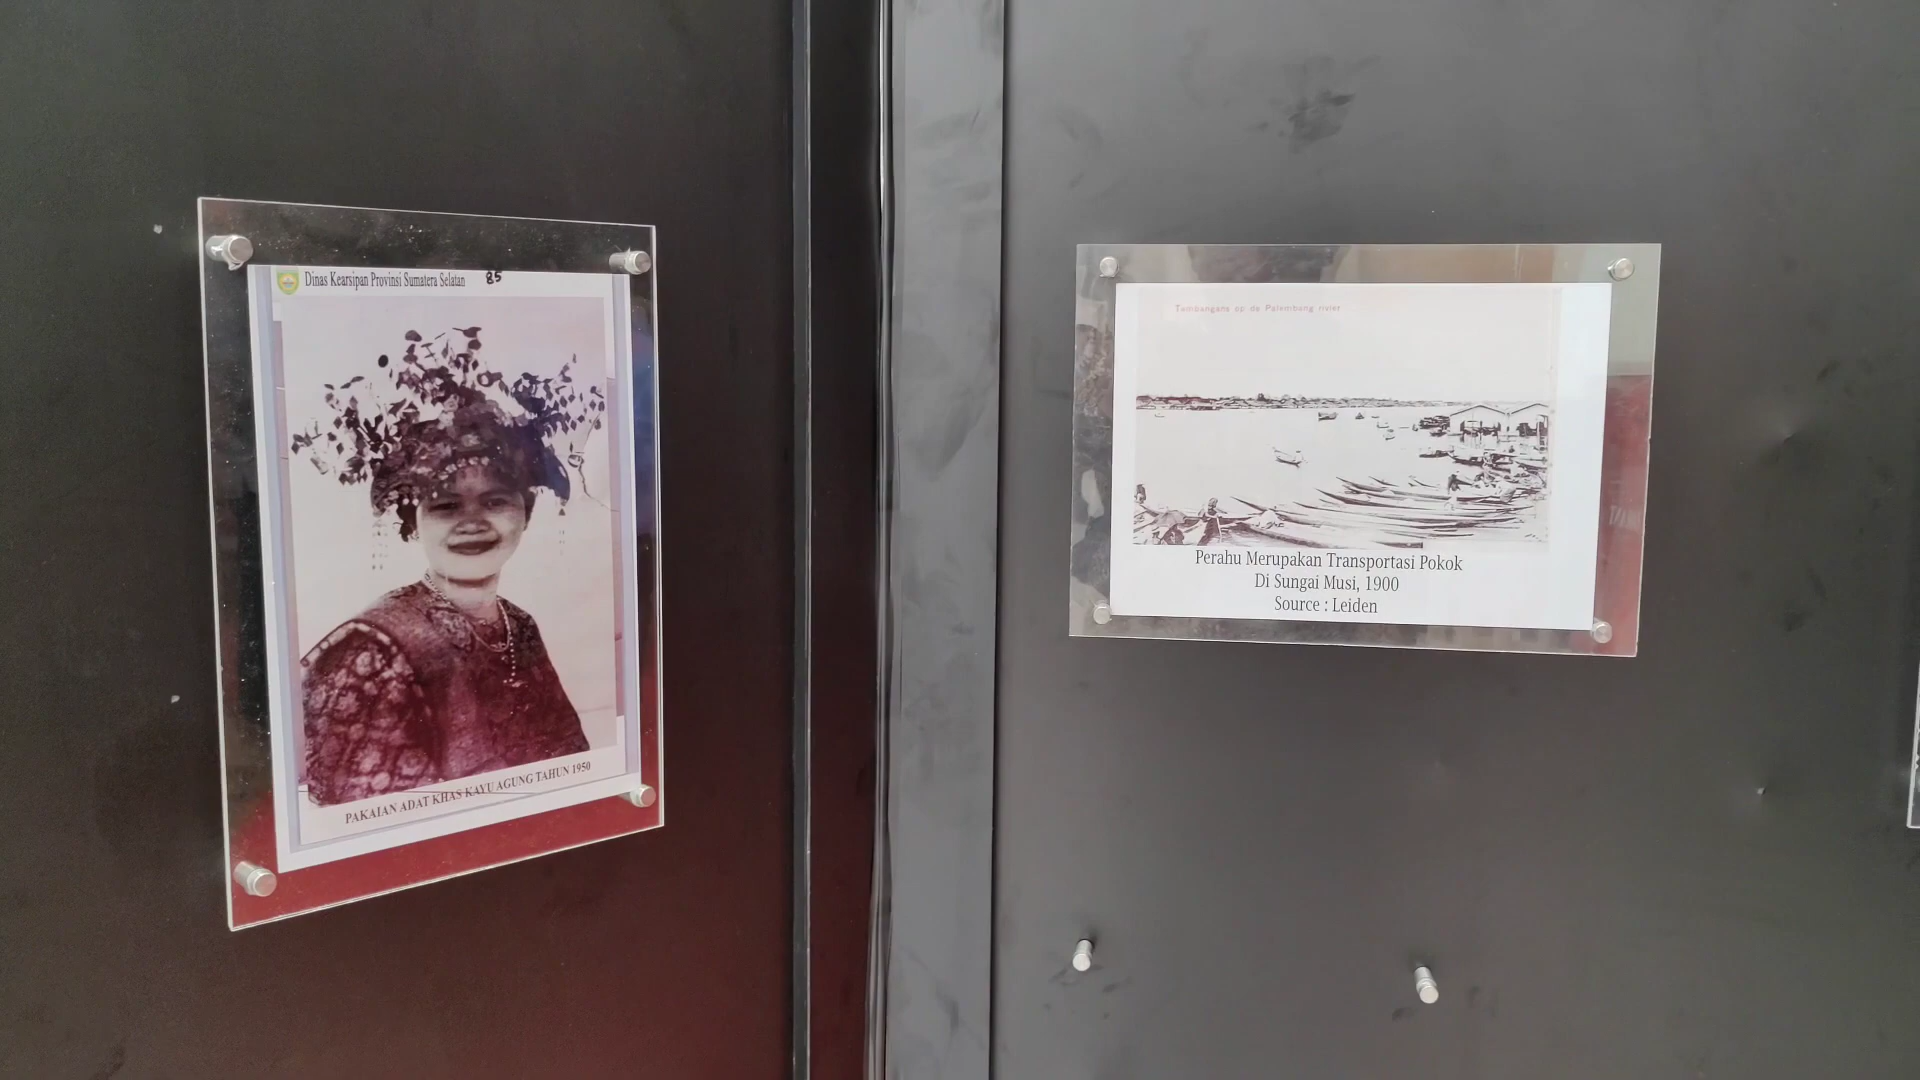 Dinas Kearsipan Provinsi Sumatera Selatan 85
PAKAIAN ADAT KHAS KAYU AGUNG TAHUN 1950
Tambangans op de Palembang rivier
Perahu Merupakan Transportasi Pokok
Di Sungai Musi, 1900
Source : Leiden